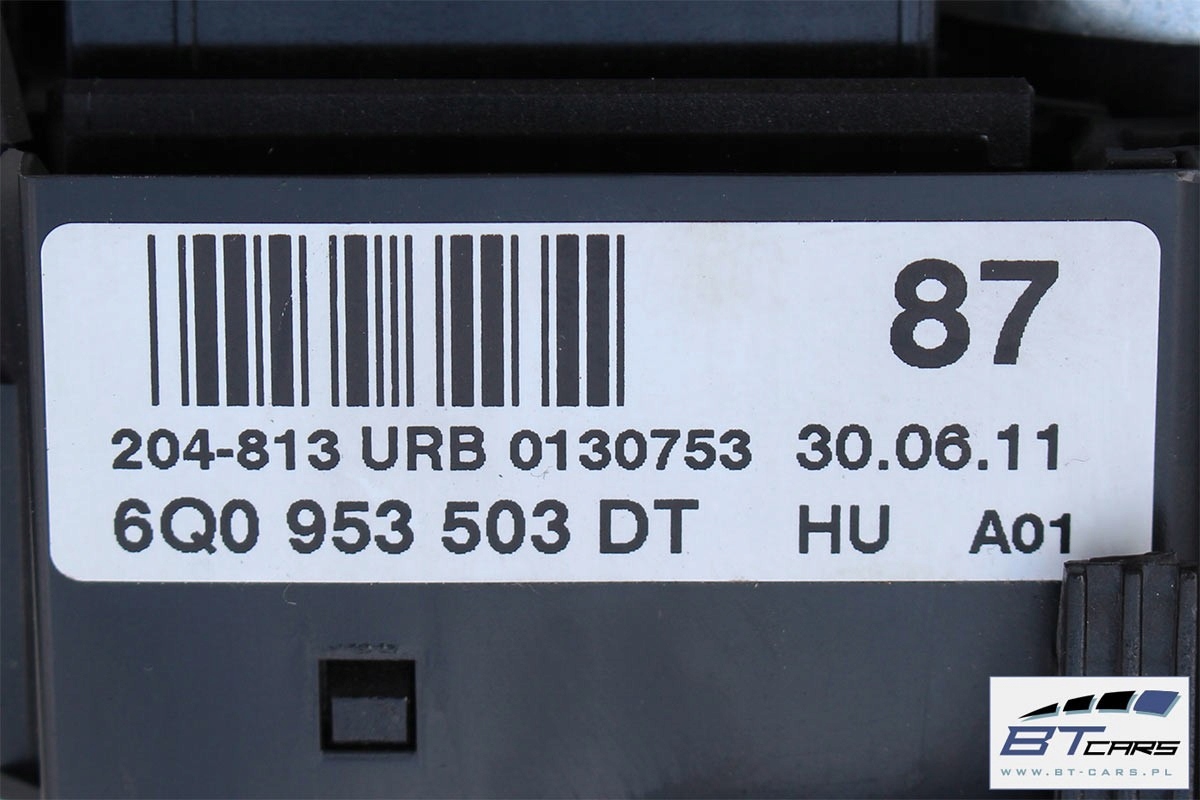 87
204-813 URB 0130753 30.06.11
6Q0 953 503 DT HU A01
BT CARS
WWW.BT-CARS.PL